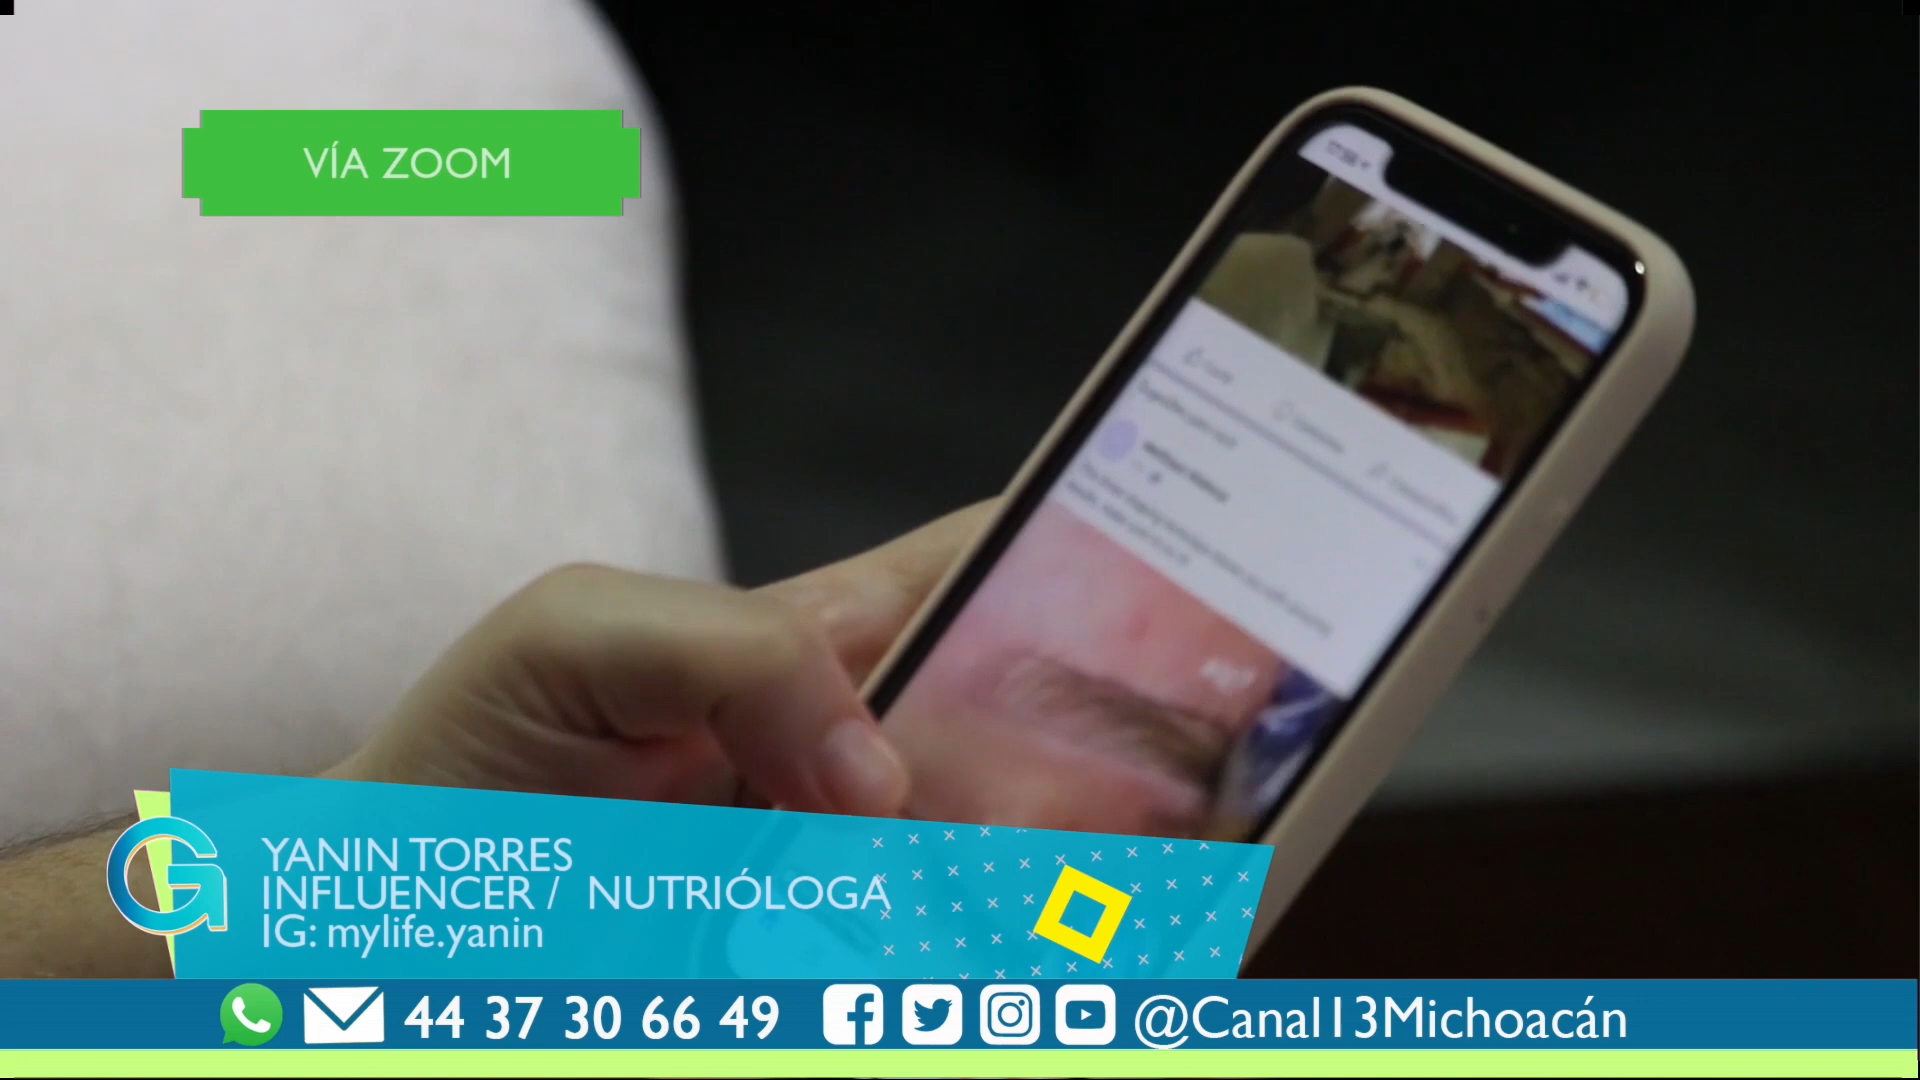 VÍA ZOOM
YANIN TORRES
INFLUENCER / NUTRIÓLOGA
IG: mylife.yanin
44 37 30 66 49 @Canal13Michoacán